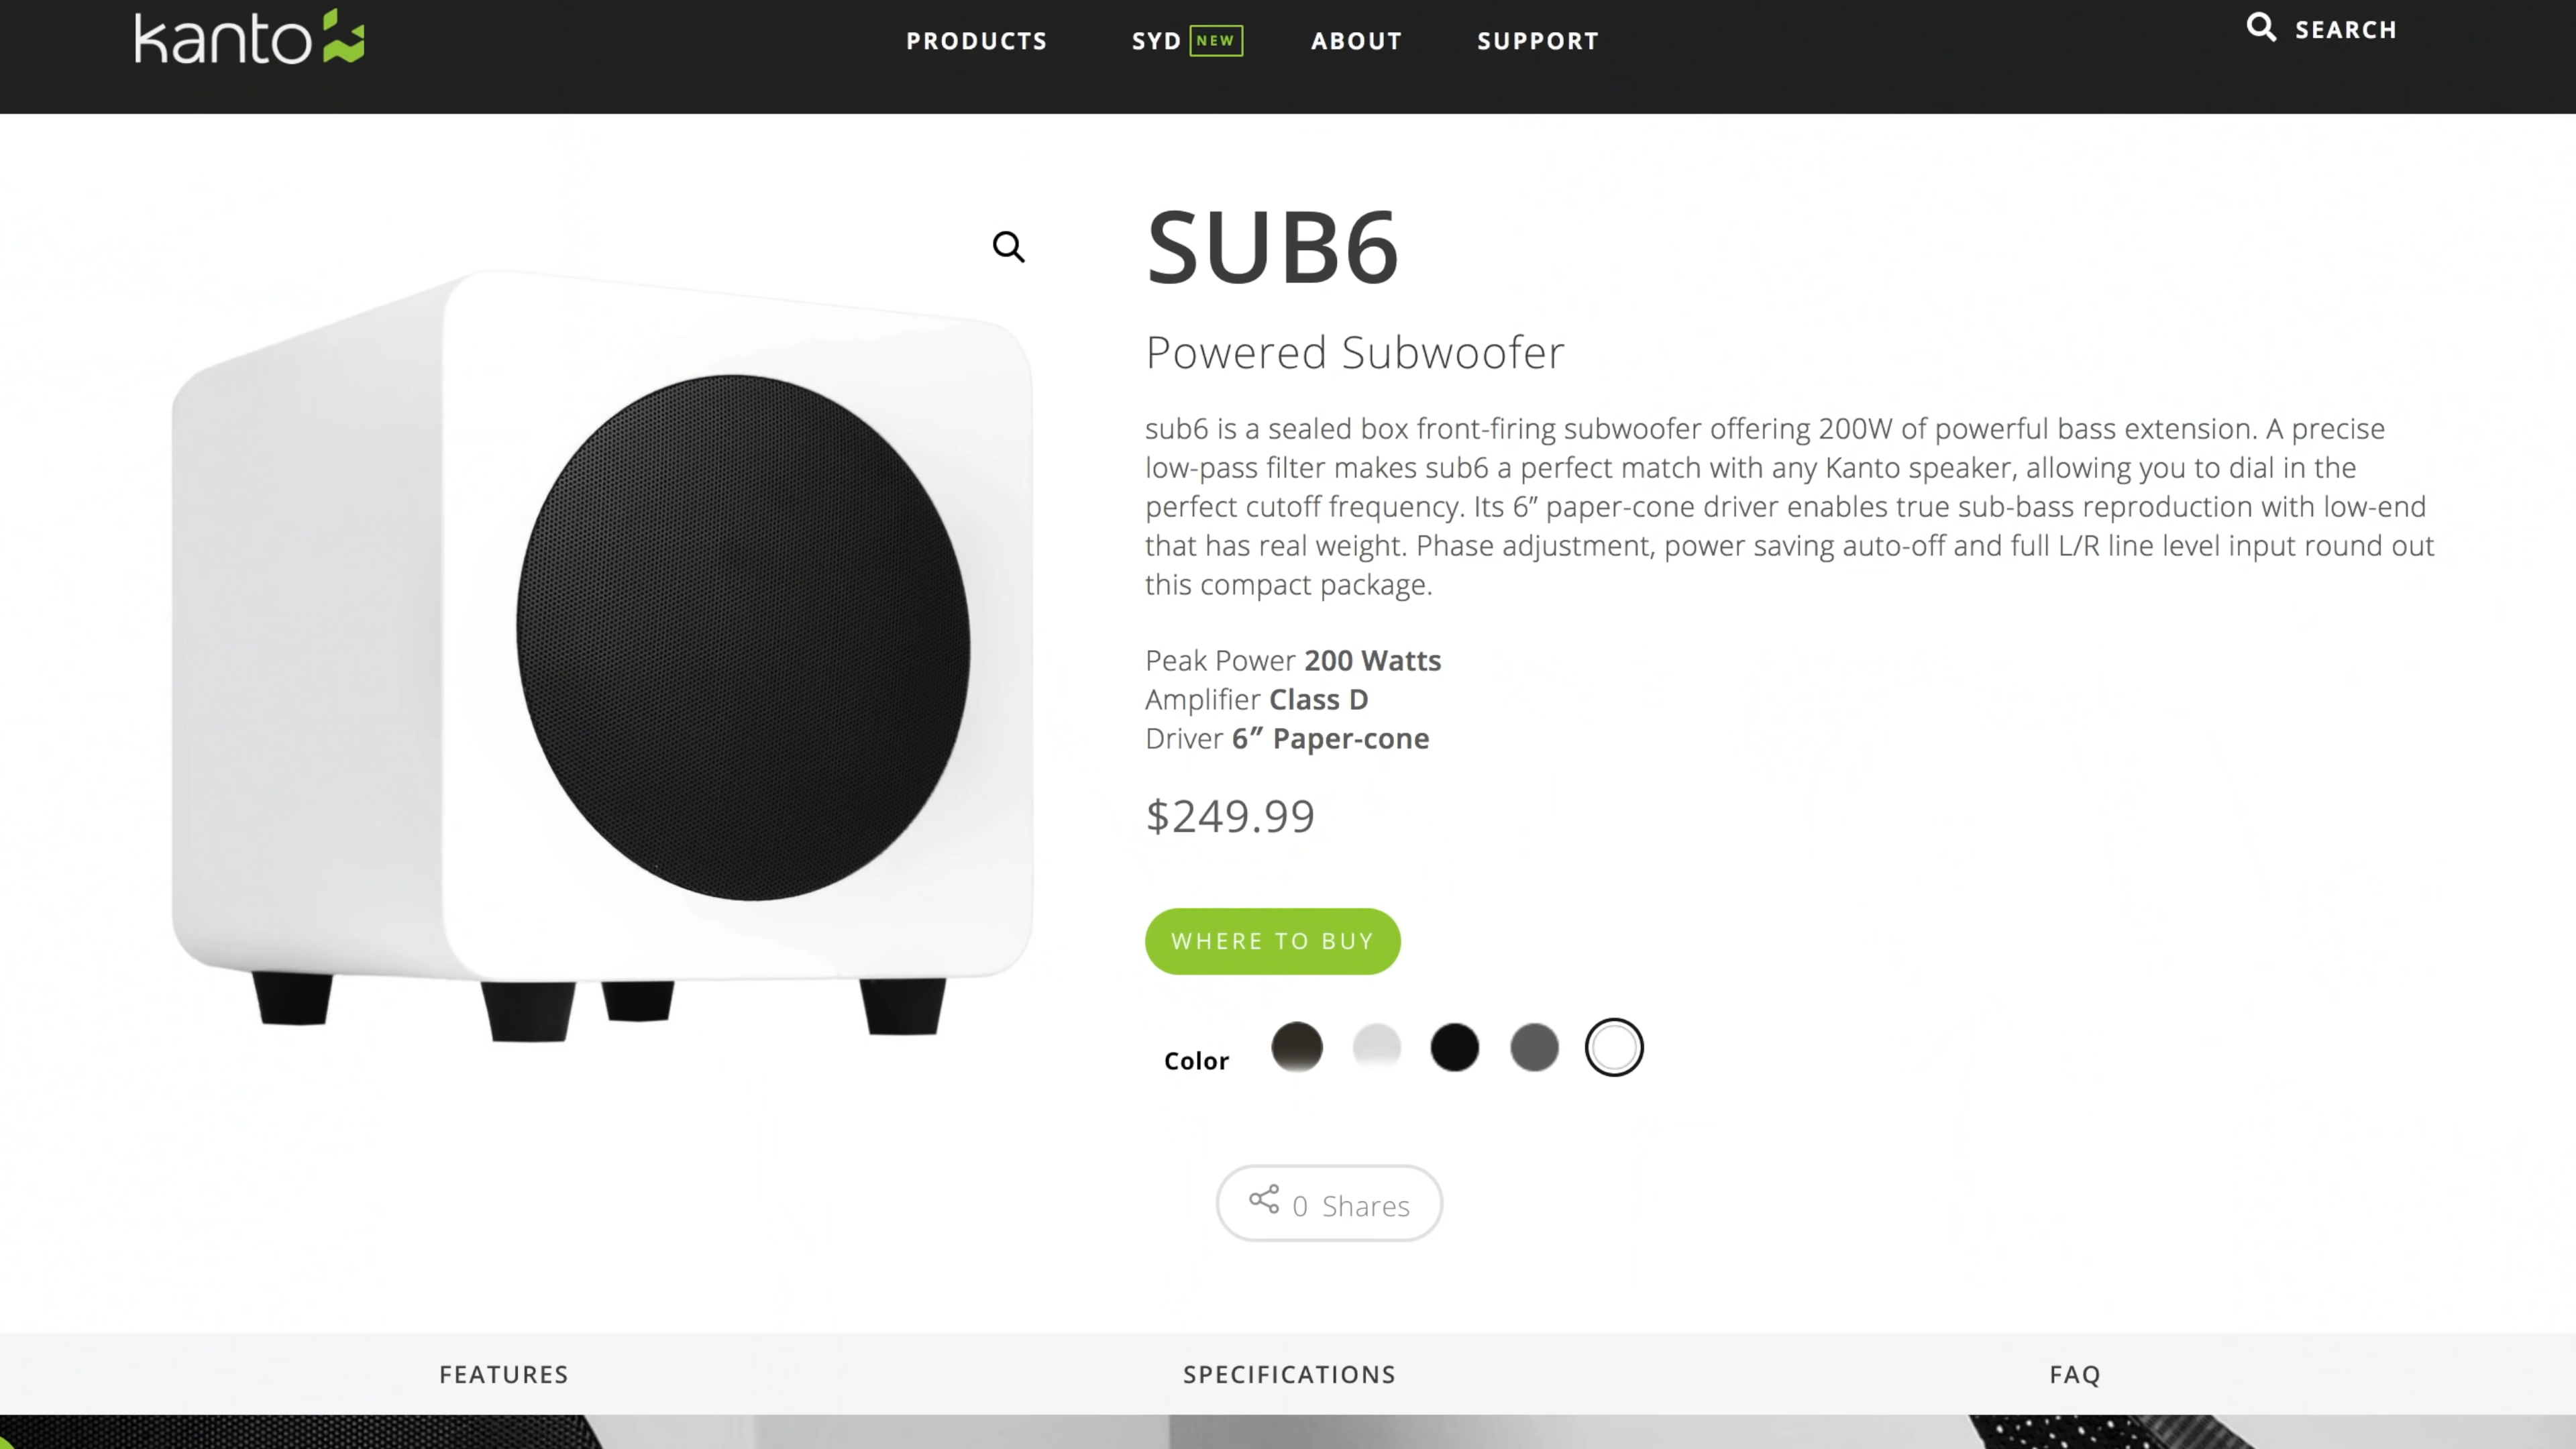 kanto
PRODUCTS
SYD NEW
ABOUT
SUPPORT
SEARCH
SUB6
Powered Subwoofer
sub6 is a sealed box front-firing subwoofer offering 200W of powerful bass extension. A precise
low-pass filter makes sub6 a perfect match with any Kanto speaker, allowing you to dial in the
perfect cutoff frequency. Its 6” paper-cone driver enables true sub-bass reproduction with low-end
that has real weight. Phase adjustment, power saving auto-off and full L/R line level input round out
this compact package.
Peak Power 200 Watts
Amplifier Class D
Driver 6” Paper-cone
$249.99
WHERE TO BUY
Color
0 Shares
FEATURES
SPECIFICATIONS
FAQ